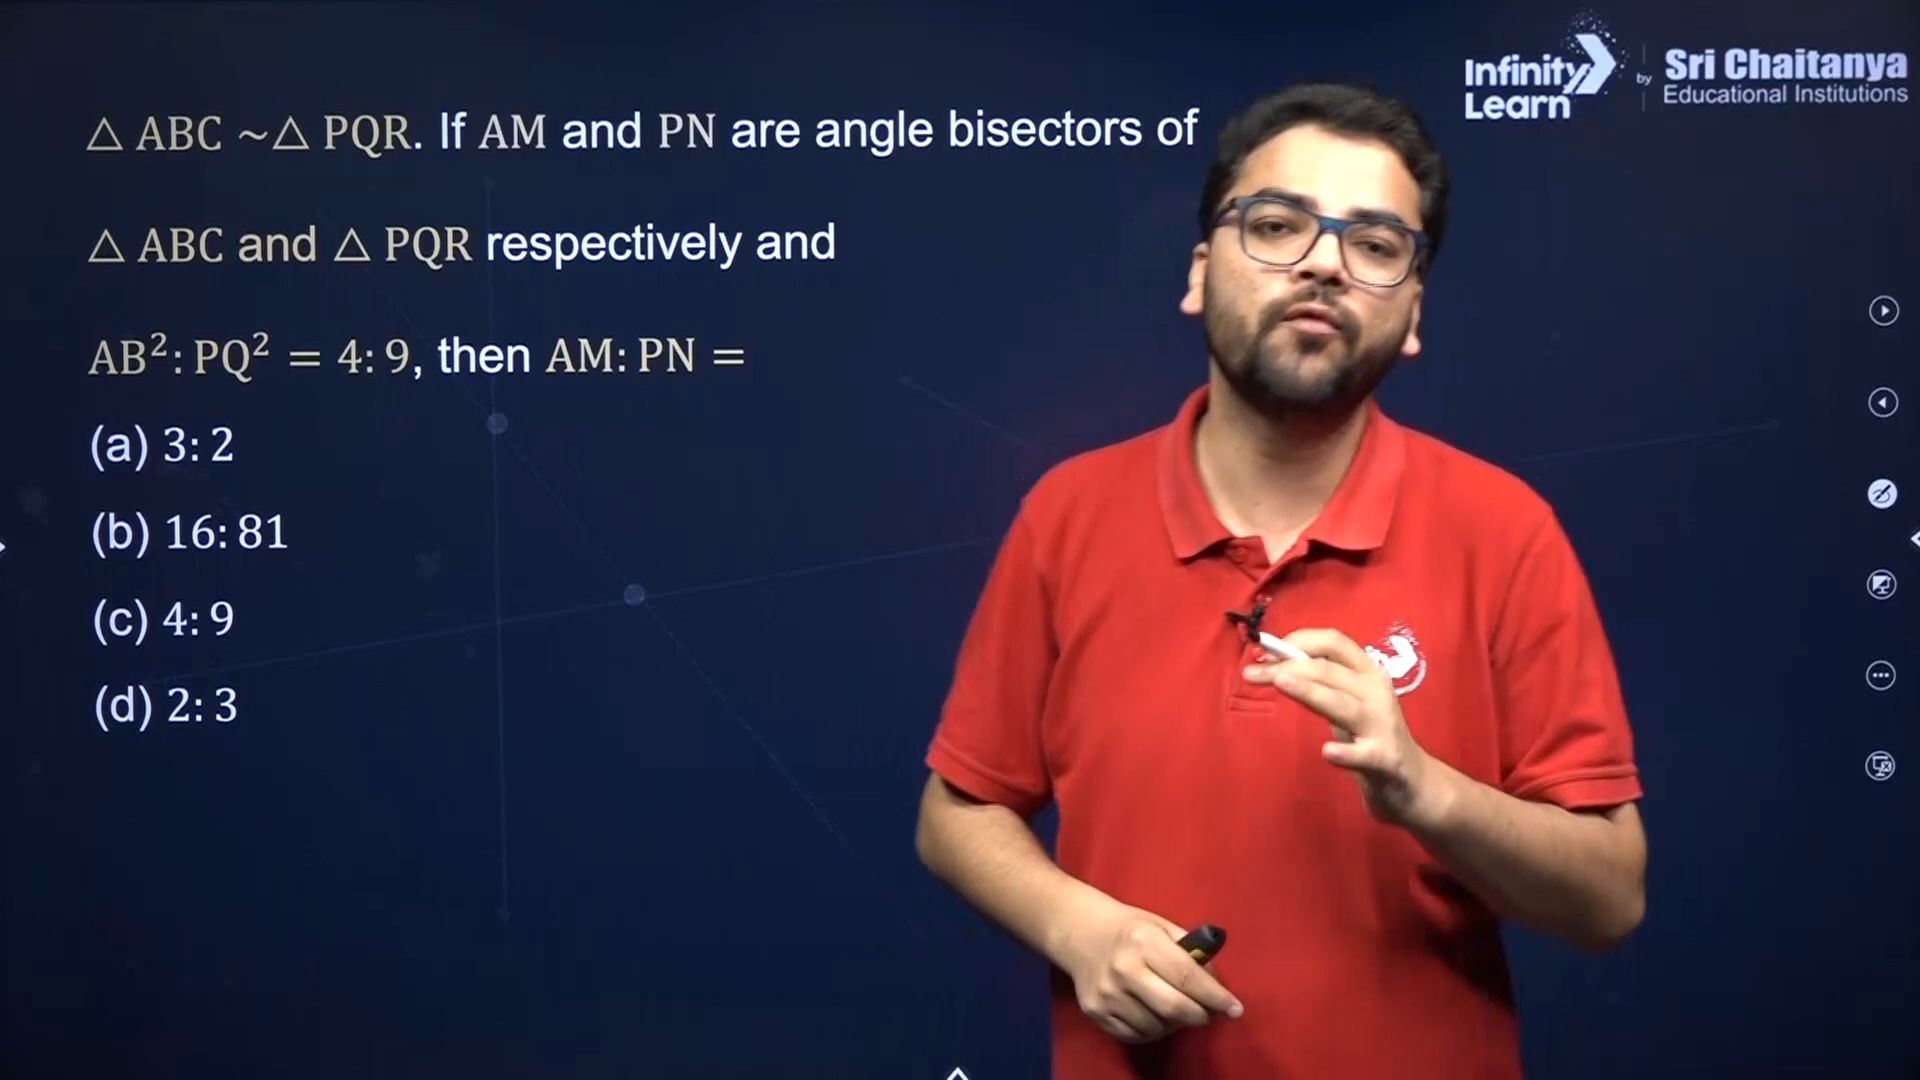 △ ABC ~△ PQR. If AM and PN are angle bisectors of
△ ABC and △ PQR respectively and
AB²: PQ² = 4: 9, then AM: PN =
(a) 3: 2
(b) 16: 81
(c) 4: 9
(d) 2: 3
Infinity Learn by Sri Chaitanya
Educational Institutions